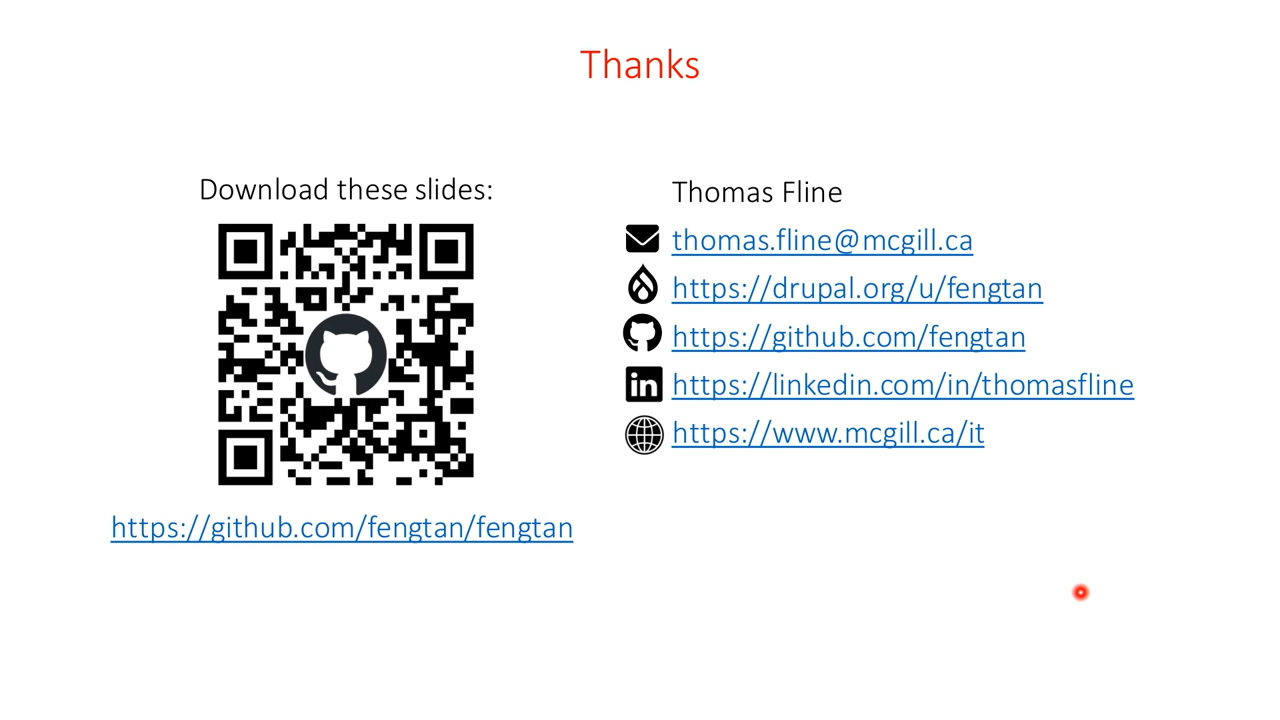 Thanks
Download these slides:
https://github.com/fengtan/fengtan
Thomas Fline
thomas.fline@mcgill.ca
https://drupal.org/u/fengtan
https://github.com/fengtan
in
https://linkedin.com/in/thomasfline
https://www.mcgill.ca/it